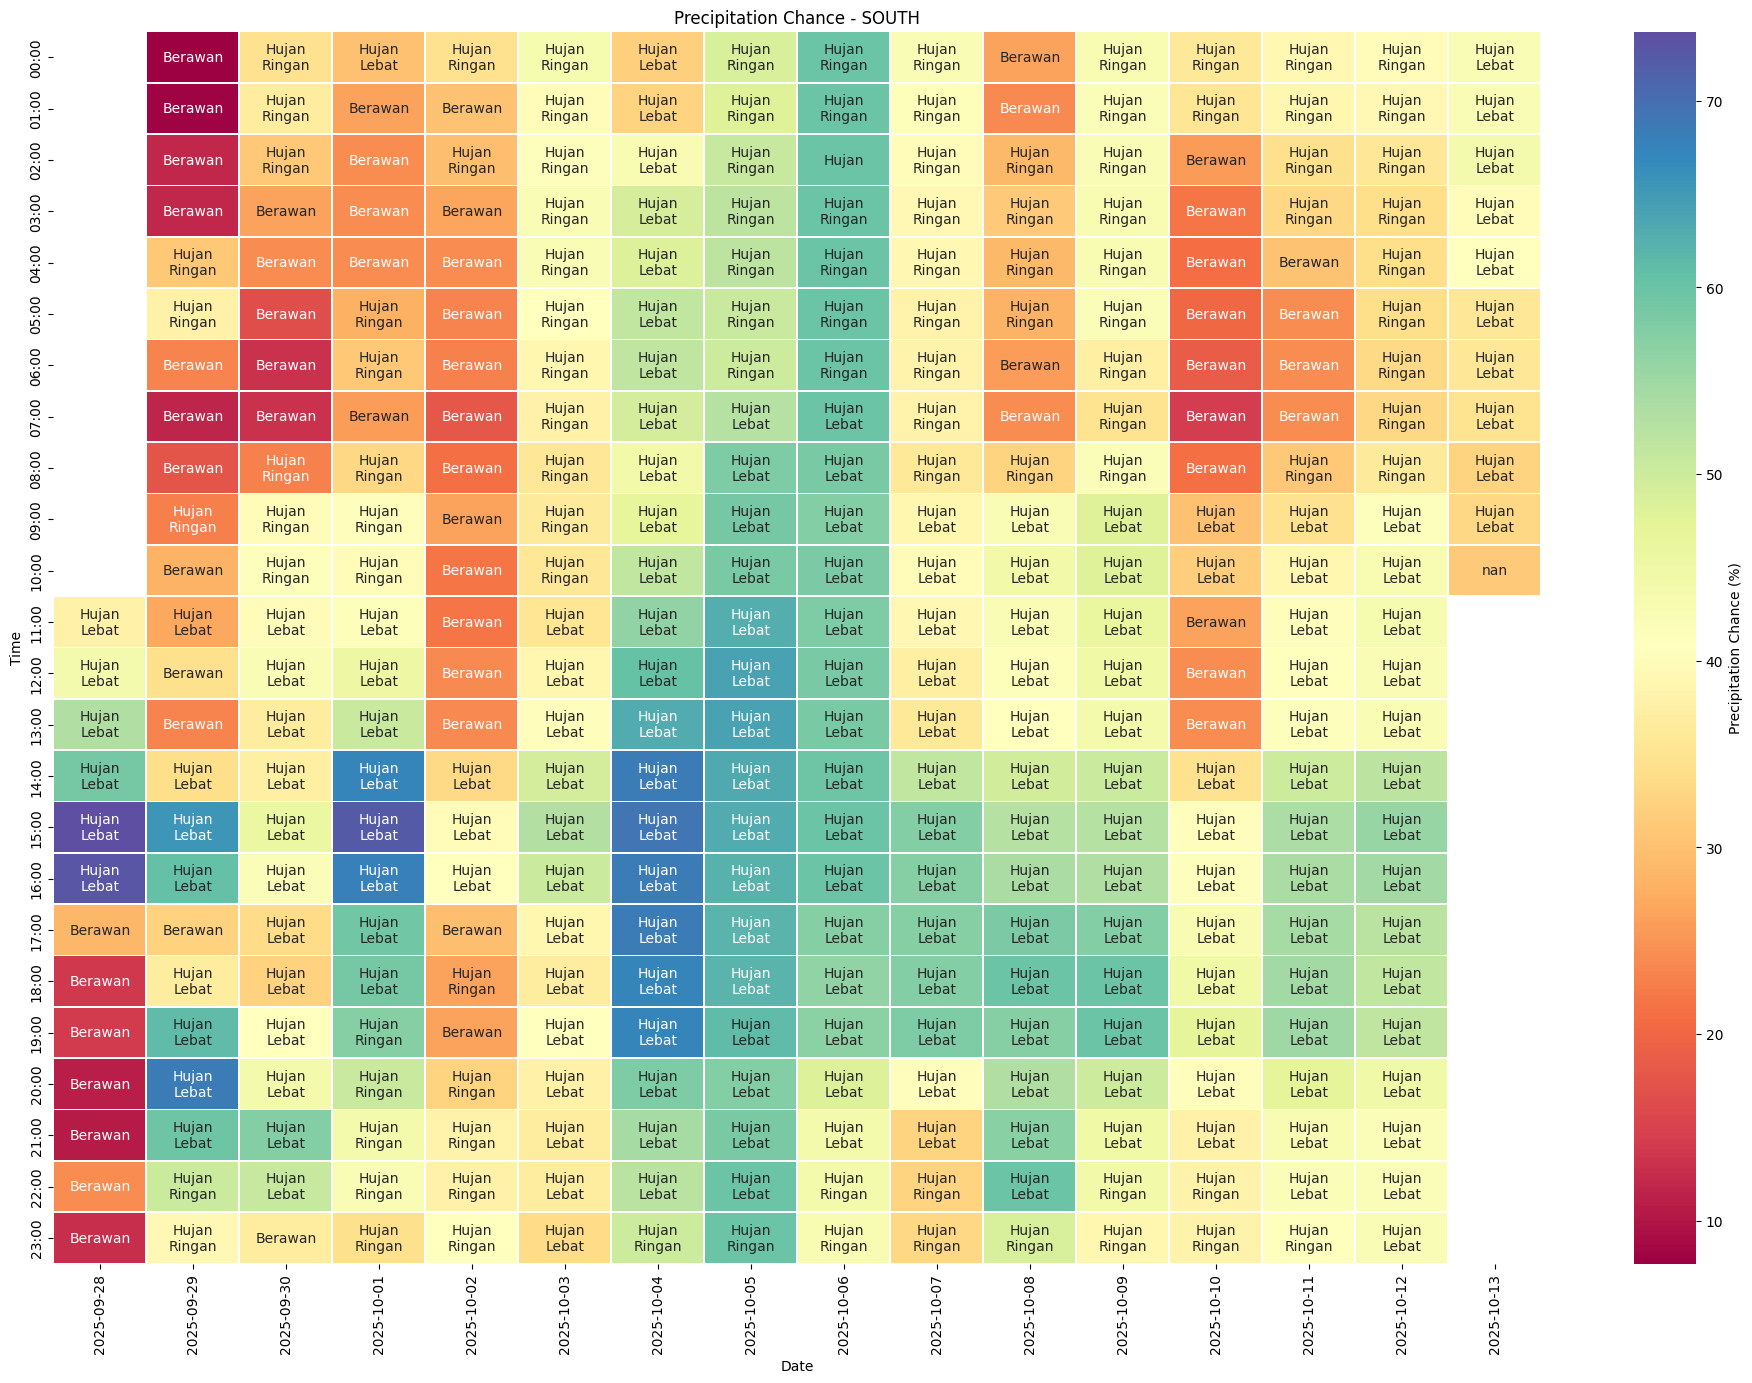 Precipitation Chance - SOUTH
00:00 Berawan Hujan Ringan Hujan Lebat Hujan Ringan Hujan Ringan Hujan Lebat Hujan Ringan Hujan Ringan Hujan Ringan Berawan Hujan Ringan Hujan Ringan Hujan Ringan Hujan Ringan Hujan Lebat
01:00 Berawan Hujan Ringan Berawan Berawan Hujan Ringan Hujan Lebat Hujan Ringan Hujan Ringan Hujan Ringan Berawan Hujan Ringan Hujan Ringan Hujan Ringan Hujan Ringan Hujan Lebat
02:00 Berawan Hujan Ringan Berawan Hujan Ringan Hujan Ringan Hujan Lebat Hujan Ringan Hujan Hujan Ringan Hujan Ringan Hujan Ringan Berawan Hujan Ringan Hujan Ringan Hujan Lebat
03:00 Berawan Berawan Berawan Berawan Hujan Ringan Hujan Lebat Hujan Ringan Hujan Ringan Hujan Ringan Hujan Ringan Hujan Ringan Berawan Hujan Ringan Hujan Ringan Hujan Lebat
04:00 Hujan Ringan Berawan Berawan Berawan Hujan Ringan Hujan Lebat Hujan Ringan Hujan Ringan Hujan Ringan Hujan Ringan Hujan Ringan Berawan Berawan Hujan Ringan Hujan Lebat
05:00 Hujan Ringan Berawan Hujan Ringan Berawan Hujan Ringan Hujan Lebat Hujan Ringan Hujan Ringan Hujan Ringan Hujan Ringan Hujan Ringan Berawan Berawan Hujan Ringan Hujan Lebat
06:00 Berawan Berawan Hujan Ringan Berawan Hujan Ringan Hujan Lebat Hujan Ringan Hujan Ringan Hujan Ringan Berawan Hujan Ringan Berawan Berawan Hujan Ringan Hujan Lebat
07:00 Berawan Berawan Berawan Berawan Hujan Ringan Hujan Lebat Hujan Lebat Hujan Lebat Hujan Ringan Berawan Hujan Ringan Berawan Berawan Hujan Ringan Hujan Lebat
08:00 Berawan Hujan Ringan Hujan Ringan Berawan Hujan Ringan Hujan Lebat Hujan Lebat Hujan Lebat Hujan Ringan Hujan Ringan Hujan Ringan Berawan Hujan Ringan Hujan Ringan Hujan Lebat
09:00 Hujan Ringan Hujan Ringan Hujan Ringan Berawan Hujan Ringan Hujan Lebat Hujan Lebat Hujan Lebat Hujan Lebat Hujan Lebat Hujan Lebat Hujan Lebat Hujan Lebat Hujan Lebat Hujan Lebat
10:00 Berawan Hujan Ringan Hujan Ringan Berawan Hujan Ringan Hujan Lebat Hujan Lebat Hujan Lebat Hujan Lebat Hujan Lebat Hujan Lebat Hujan Lebat Hujan Lebat Hujan Lebat nan
11:00 Hujan Lebat Hujan Lebat Hujan Lebat Hujan Lebat Berawan Hujan Lebat Hujan Lebat Hujan Lebat Hujan Lebat Hujan Lebat Hujan Lebat Hujan Lebat Berawan Hujan Lebat Hujan Lebat
12:00 Hujan Lebat Berawan Hujan Lebat Hujan Lebat Berawan Hujan Lebat Hujan Lebat Hujan Lebat Hujan Lebat Hujan Lebat Hujan Lebat Hujan Lebat Berawan Hujan Lebat Hujan Lebat
13:00 Hujan Lebat Berawan Hujan Lebat Hujan Lebat Berawan Hujan Lebat Hujan Lebat Hujan Lebat Hujan Lebat Hujan Lebat Hujan Lebat Hujan Lebat Berawan Hujan Lebat Hujan Lebat
14:00 Hujan Lebat Hujan Lebat Hujan Lebat Hujan Lebat Hujan Lebat Hujan Lebat Hujan Lebat Hujan Lebat Hujan Lebat Hujan Lebat Hujan Lebat Hujan Lebat Hujan Lebat Hujan Lebat Hujan Lebat
15:00 Hujan Lebat Hujan Lebat Hujan Lebat Hujan Lebat Hujan Lebat Hujan Lebat Hujan Lebat Hujan Lebat Hujan Lebat Hujan Lebat Hujan Lebat Hujan Lebat Hujan Lebat Hujan Lebat Hujan Lebat
16:00 Hujan Lebat Hujan Lebat Hujan Lebat Hujan Lebat Hujan Lebat Hujan Lebat Hujan Lebat Hujan Lebat Hujan Lebat Hujan Lebat Hujan Lebat Hujan Lebat Hujan Lebat Hujan Lebat Hujan Lebat
17:00 Berawan Berawan Hujan Lebat Hujan Lebat Berawan Hujan Lebat Hujan Lebat Hujan Lebat Hujan Lebat Hujan Lebat Hujan Lebat Hujan Lebat Hujan Lebat Hujan Lebat Hujan Lebat
18:00 Berawan Hujan Lebat Hujan Lebat Hujan Lebat Hujan Ringan Hujan Lebat Hujan Lebat Hujan Lebat Hujan Lebat Hujan Lebat Hujan Lebat Hujan Lebat Hujan Lebat Hujan Lebat Hujan Lebat
19:00 Berawan Hujan Lebat Hujan Lebat Hujan Ringan Berawan Hujan Lebat Hujan Lebat Hujan Lebat Hujan Lebat Hujan Lebat Hujan Lebat Hujan Lebat Hujan Lebat Hujan Lebat Hujan Lebat
20:00 Berawan Hujan Lebat Hujan Lebat Hujan Ringan Hujan Ringan Hujan Lebat Hujan Lebat Hujan Lebat Hujan Lebat Hujan Lebat Hujan Lebat Hujan Lebat Hujan Lebat Hujan Lebat Hujan Lebat
21:00 Berawan Hujan Lebat Hujan Lebat Hujan Ringan Hujan Ringan Hujan Lebat Hujan Lebat Hujan Lebat Hujan Lebat Hujan Lebat Hujan Lebat Hujan Lebat Hujan Lebat Hujan Lebat Hujan Lebat
22:00 Berawan Hujan Ringan Hujan Lebat Hujan Ringan Hujan Ringan Hujan Lebat Hujan Lebat Hujan Lebat Hujan Ringan Hujan Ringan Hujan Lebat Hujan Ringan Hujan Ringan Hujan Lebat Hujan Lebat
23:00 Berawan Hujan Ringan Berawan Hujan Ringan Hujan Ringan Hujan Lebat Hujan Ringan Hujan Ringan Hujan Ringan Hujan Ringan Hujan Ringan Hujan Ringan Hujan Ringan Hujan Ringan Hujan Lebat
Time
2025-09-28 2025-09-29 2025-09-30 2025-10-01 2025-10-02 2025-10-03 2025-10-04 2025-10-05 2025-10-06 2025-10-07 2025-10-08 2025-10-09 2025-10-10 2025-10-11 2025-10-12 2025-10-13
Date
70
60
50
40
30
20
10
Precipitation Chance (%)